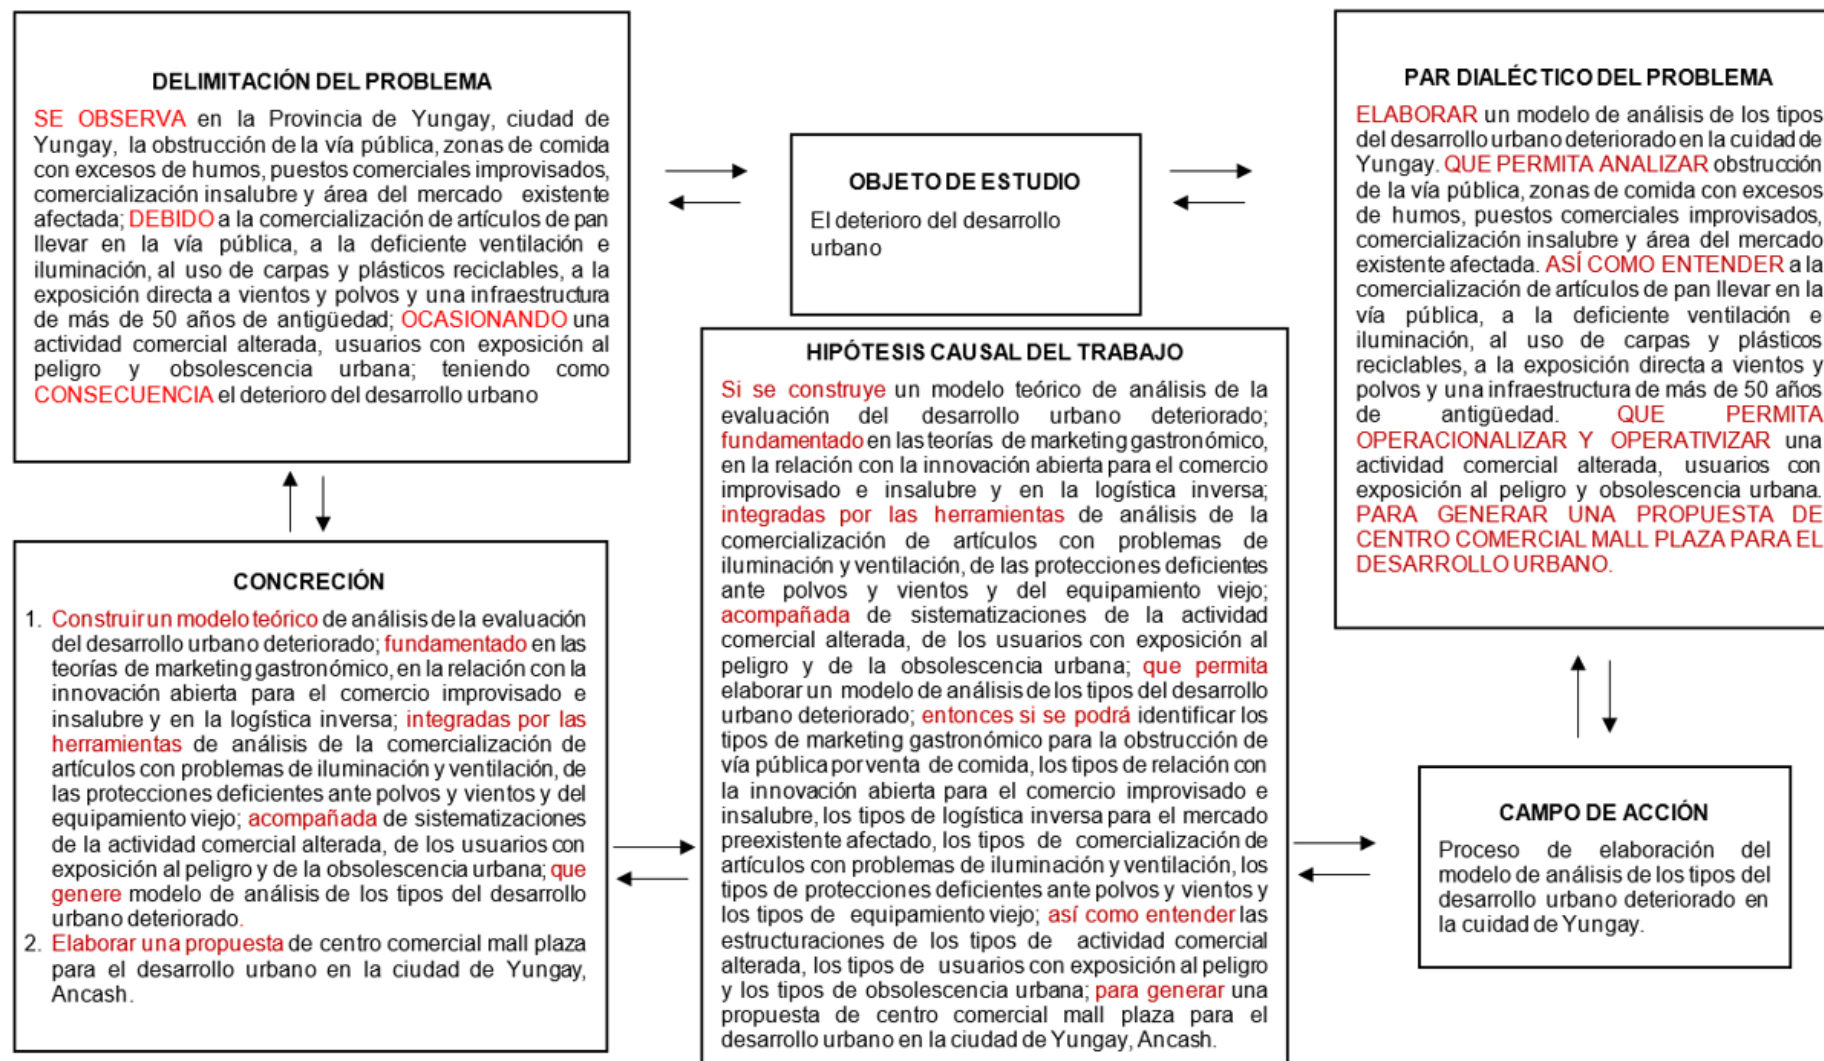 DELIMITACIÓN DEL PROBLEMA
SE OBSERVA en la Provincia de Yungay, ciudad de
Yungay, la obstrucción de la vía pública, zonas de comida
con excesos de humos, puestos comerciales improvisados,
comercialización insalubre y área del mercado existente
afectada; DEBIDO a la comercialización de artículos de pan
llevar en la vía pública, a la deficiente ventilación e
iluminación, al uso de carpas y plásticos reciclables, a la
exposición directa a vientos y polvos y una infraestructura
de más de 50 años de antigüedad; OCASIONANDO una
actividad comercial alterada, usuarios con exposición al
peligro y obsolescencia urbana; teniendo como
CONSECUENCIA el deterioro del desarrollo urbano
OBJETO DE ESTUDIO
El deterioro del desarrollo
urbano
PAR DIALÉCTICO DEL PROBLEMA
ELABORAR un modelo de análisis de los tipos
del desarrollo urbano deteriorado en la cuidad de
Yungay. QUE PERMITA ANALIZAR obstrucción
de la vía pública, zonas de comida con excesos
de humos, puestos comerciales improvisados,
comercialización insalubre y área del mercado
existente afectada. ASÍ COMO ENTENDER a la
comercialización de artículos de pan llevar en la
vía pública, a la deficiente ventilación e
iluminación, al uso de carpas y plásticos
reciclables, a la exposición directa a vientos y
polvos y una infraestructura de más de 50 años
de antigüedad. QUE PERMITA
OPERACIONALIZAR Y OPERATIVIZAR una
actividad comercial alterada, usuarios con
exposición al peligro y obsolescencia urbana.
PARA GENERAR UNA PROPUESTA DE
CENTRO COMERCIAL MALL PLAZA PARA EL
DESARROLLO URBANO.
CONCRECIÓN
1. Construir un modelo teórico de análisis de la evaluación
del desarrollo urbano deteriorado; fundamentado en las
teorías de marketing gastronómico, en la relación con la
innovación abierta para el comercio improvisado e
insalubre y en la logística inversa; integradas por las
herramientas de análisis de la comercialización de
artículos con problemas de iluminación y ventilación, de
las protecciones deficientes ante polvos y vientos y del
equipamiento viejo; acompañada de sistematizaciones
de la actividad comercial alterada, de los usuarios con
exposición al peligro y de la obsolescencia urbana; que
genere modelo de análisis de los tipos del desarrollo
urbano deteriorado.
2. Elaborar una propuesta de centro comercial mall plaza
para el desarrollo urbano en la ciudad de Yungay,
Ancash.
HIPÓTESIS CAUSAL DEL TRABAJO
Si se construye un modelo teórico de análisis de la
evaluación del desarrollo urbano deteriorado;
fundamentado en las teorías de marketing gastronómico,
en la relación con la innovación abierta para el comercio
improvisado e insalubre y en la logística inversa;
integradas por las herramientas de análisis de la
comercialización de artículos con problemas de
iluminación y ventilación, de las protecciones deficientes
ante polvos y vientos y del equipamiento viejo;
acompañada de sistematizaciones de la actividad
comercial alterada, de los usuarios con exposición al
peligro y de la obsolescencia urbana; que permita
elaborar un modelo de análisis de los tipos del desarrollo
urbano deteriorado; entonces si se podrá identificar los
tipos de marketing gastronómico para la obstrucción de
vía pública por venta de comida, los tipos de relación con
la innovación abierta para el comercio improvisado e
insalubre, los tipos de logística inversa para el mercado
preexistente afectado, los tipos de comercialización de
artículos con problemas de iluminación y ventilación, los
tipos de protecciones deficientes ante polvos y vientos y
los tipos de equipamiento viejo; así como entender las
estructuraciones de los tipos de actividad comercial
alterada, los tipos de usuarios con exposición al peligro
y los tipos de obsolescencia urbana; para generar una
propuesta de centro comercial mall plaza para el
desarrollo urbano en la ciudad de Yungay, Ancash.
CAMPO DE ACCIÓN
Proceso de elaboración del
modelo de análisis de los tipos del
desarrollo urbano deteriorado en
la cuidad de Yungay.